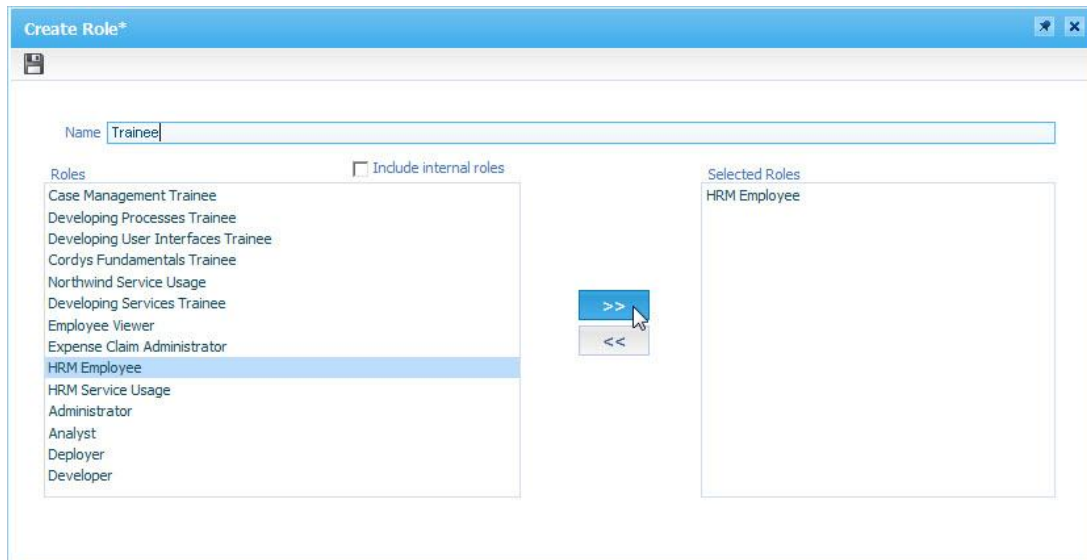 Create Role*
Name Trainee
Roles
Include internal roles
Selected Roles
Case Management Trainee
Developing Processes Trainee
Developing User Interfaces Trainee
Cordys Fundamentals Trainee
Northwind Service Usage
Developing Services Trainee
Employee Viewer
Expense Claim Administrator
HRM Employee
HRM Service Usage
Administrator
Analyst
Deployer
Developer
>>
<<
HRM Employee